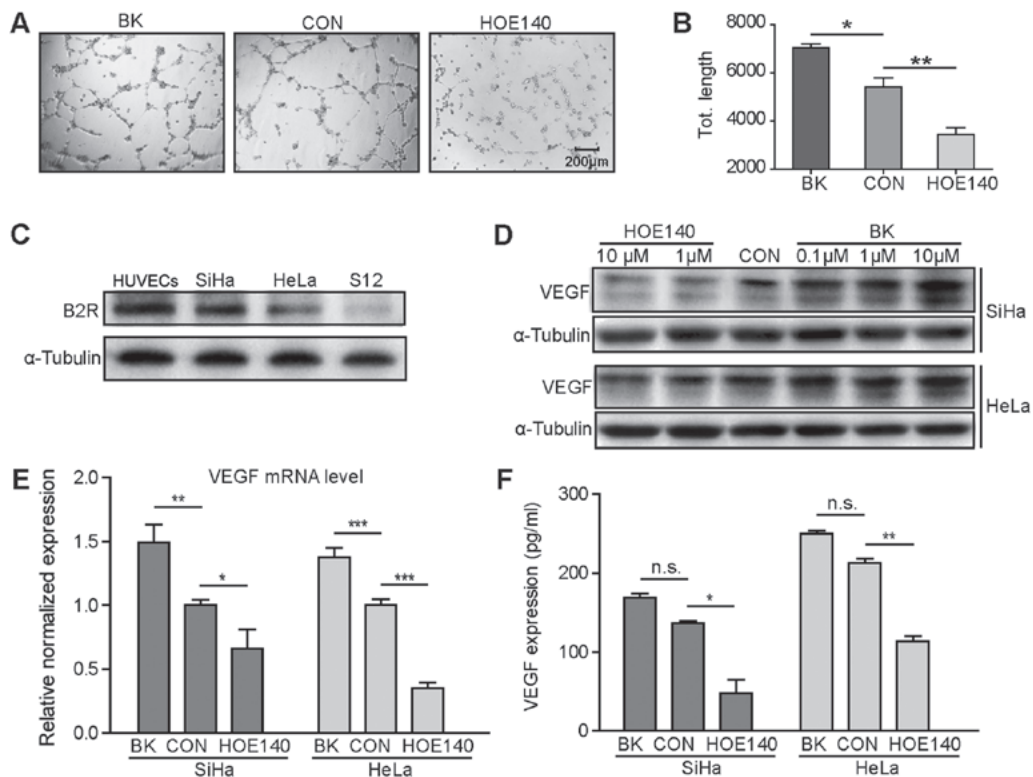 A
BK
CON
HOE140
200µm
B
8000
6000
4000
2000
Tot. length
*
**
BK
CON
HOE140
C
HUVECs
SiHa
HeLa
S12
B2R
α-Tubulin
D
HOE140
BK
10 µM
1µM
CON
0.1µM
1µM
10µM
VEGF
α-Tubulin
SiHa
VEGF
α-Tubulin
HeLa
E
VEGF mRNA level
Relative normalized expression
2.0
1.5
1.0
0.5
0.0
**
*
***
***
BK CON HOE140
BK CON HOE140
SiHa
HeLa
F
VEGF expression (pg/ml)
300
200
100
0
n.s.
*
n.s.
**
BK CON HOE140
BK CON HOE140
SiHa
HeLa